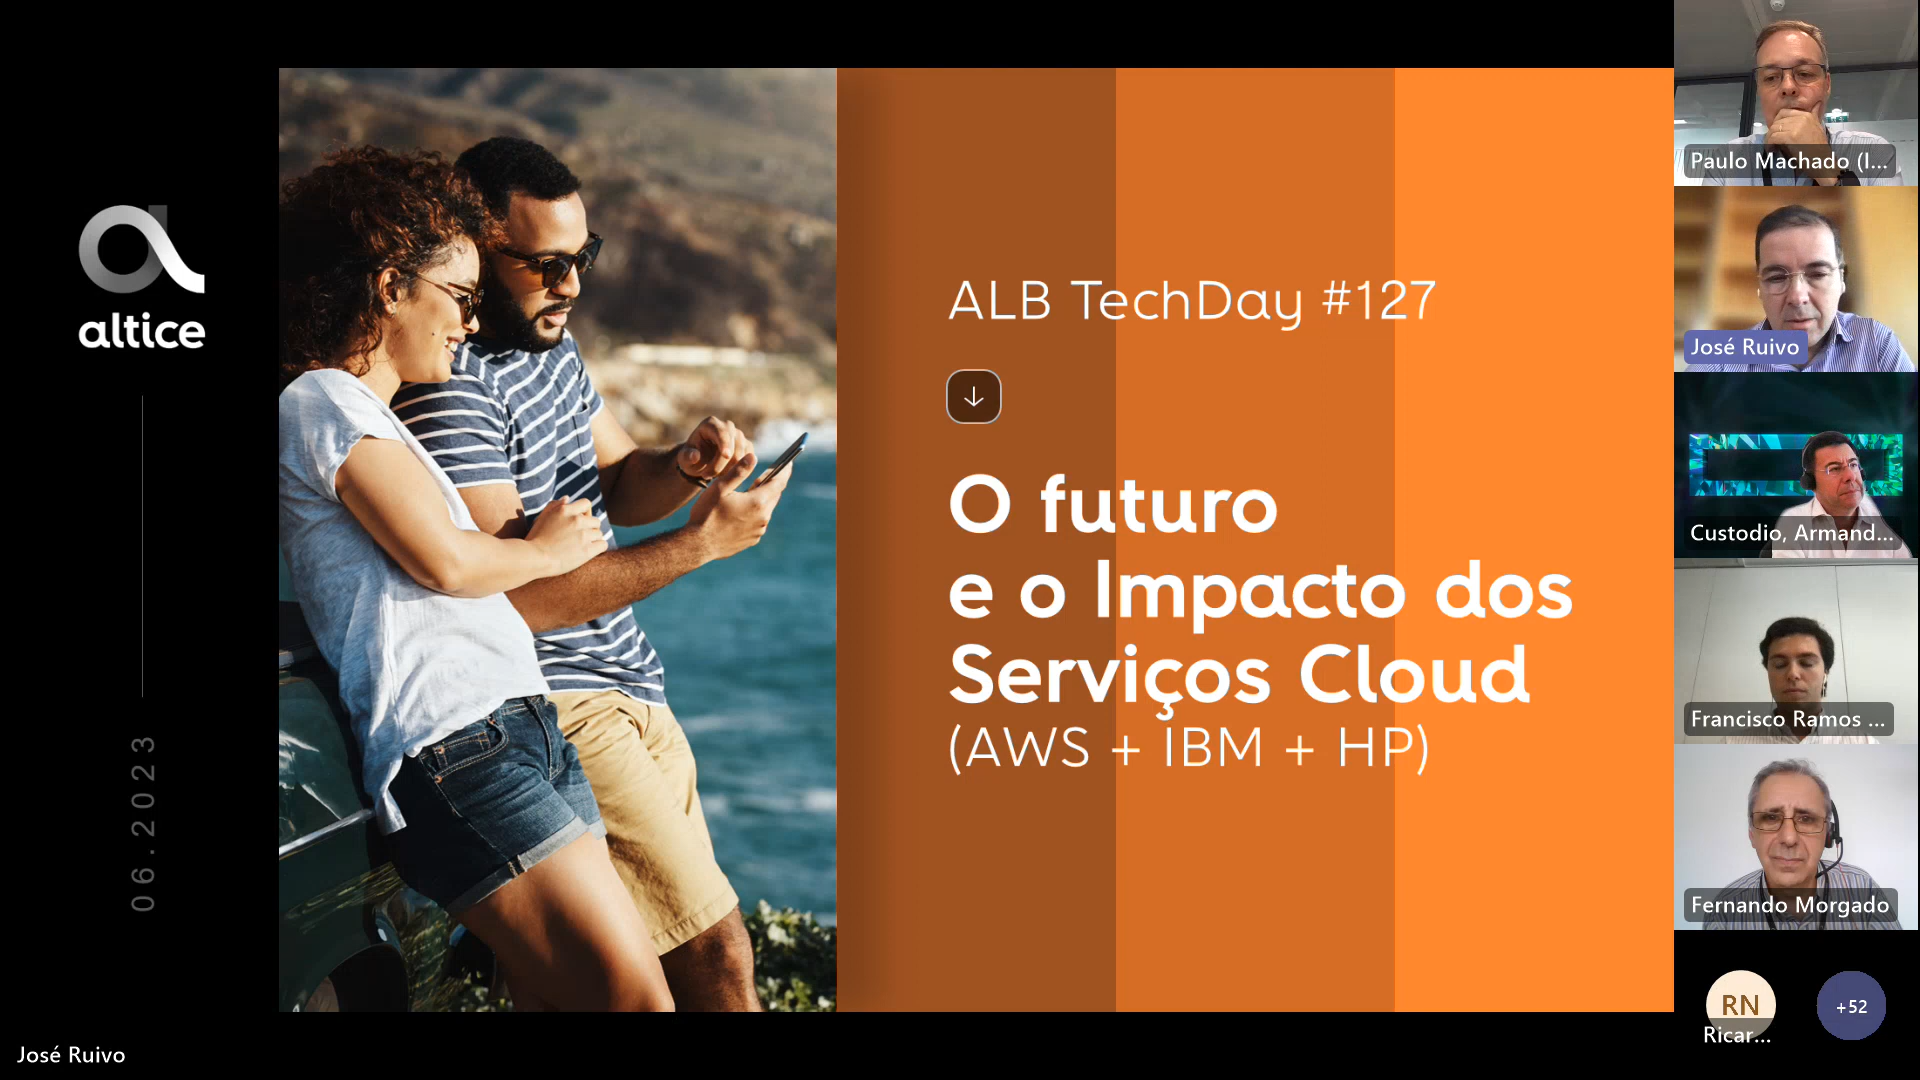 altice
06.2023
ALB TechDay #127
O futuro
e o Impacto dos
Serviços Cloud
(AWS + IBM + HP)
José Ruivo
Paulo Machado (I...
José Ruivo
Custodio, Armand...
Francisco Ramos ...
Fernando Morgado
RN
Ricar...
+52